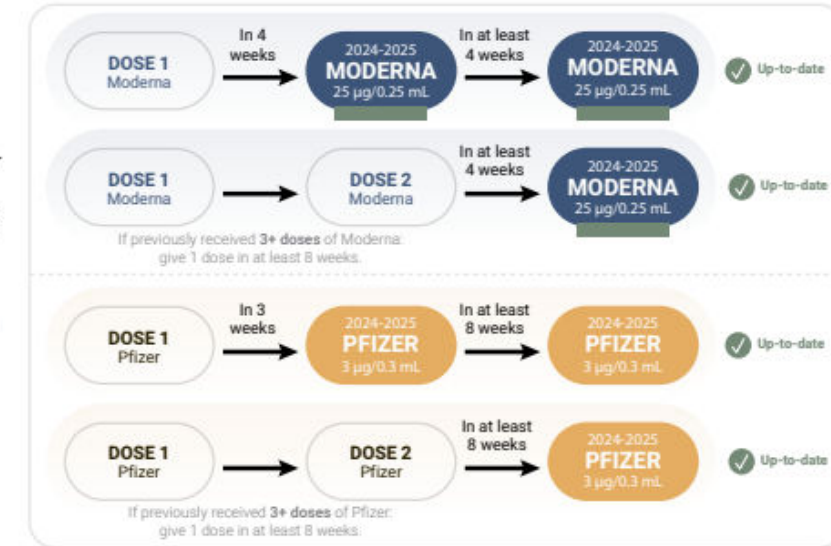 In 4
weeks
In at least
4 weeks
DOSE 1
Moderna
2024-2025
MODERNA
25 µg/0.25 mL
2024-2025
MODERNA
25 µg/0.25 mL
Up-to-date
In at least
4 weeks
DOSE 1
Moderna
DOSE 2
Moderna
2024-2025
MODERNA
25 µg/0.25 mL
Up-to-date
If previously received 3+ doses of Moderna:
give 1 dose in at least 8 weeks.
In 3
weeks
In at least
8 weeks
DOSE 1
Pfizer
2024-2025
PFIZER
3 µg/0.3 mL
2024-2025
PFIZER
3 µg/0.3 mL
Up-to-date
In at least
8 weeks
DOSE 1
Pfizer
DOSE 2
Pfizer
2024-2025
PFIZER
3 µg/0.3 mL
Up-to-date
If previously received 3+ doses of Pfizer:
give 1 dose in at least 8 weeks.